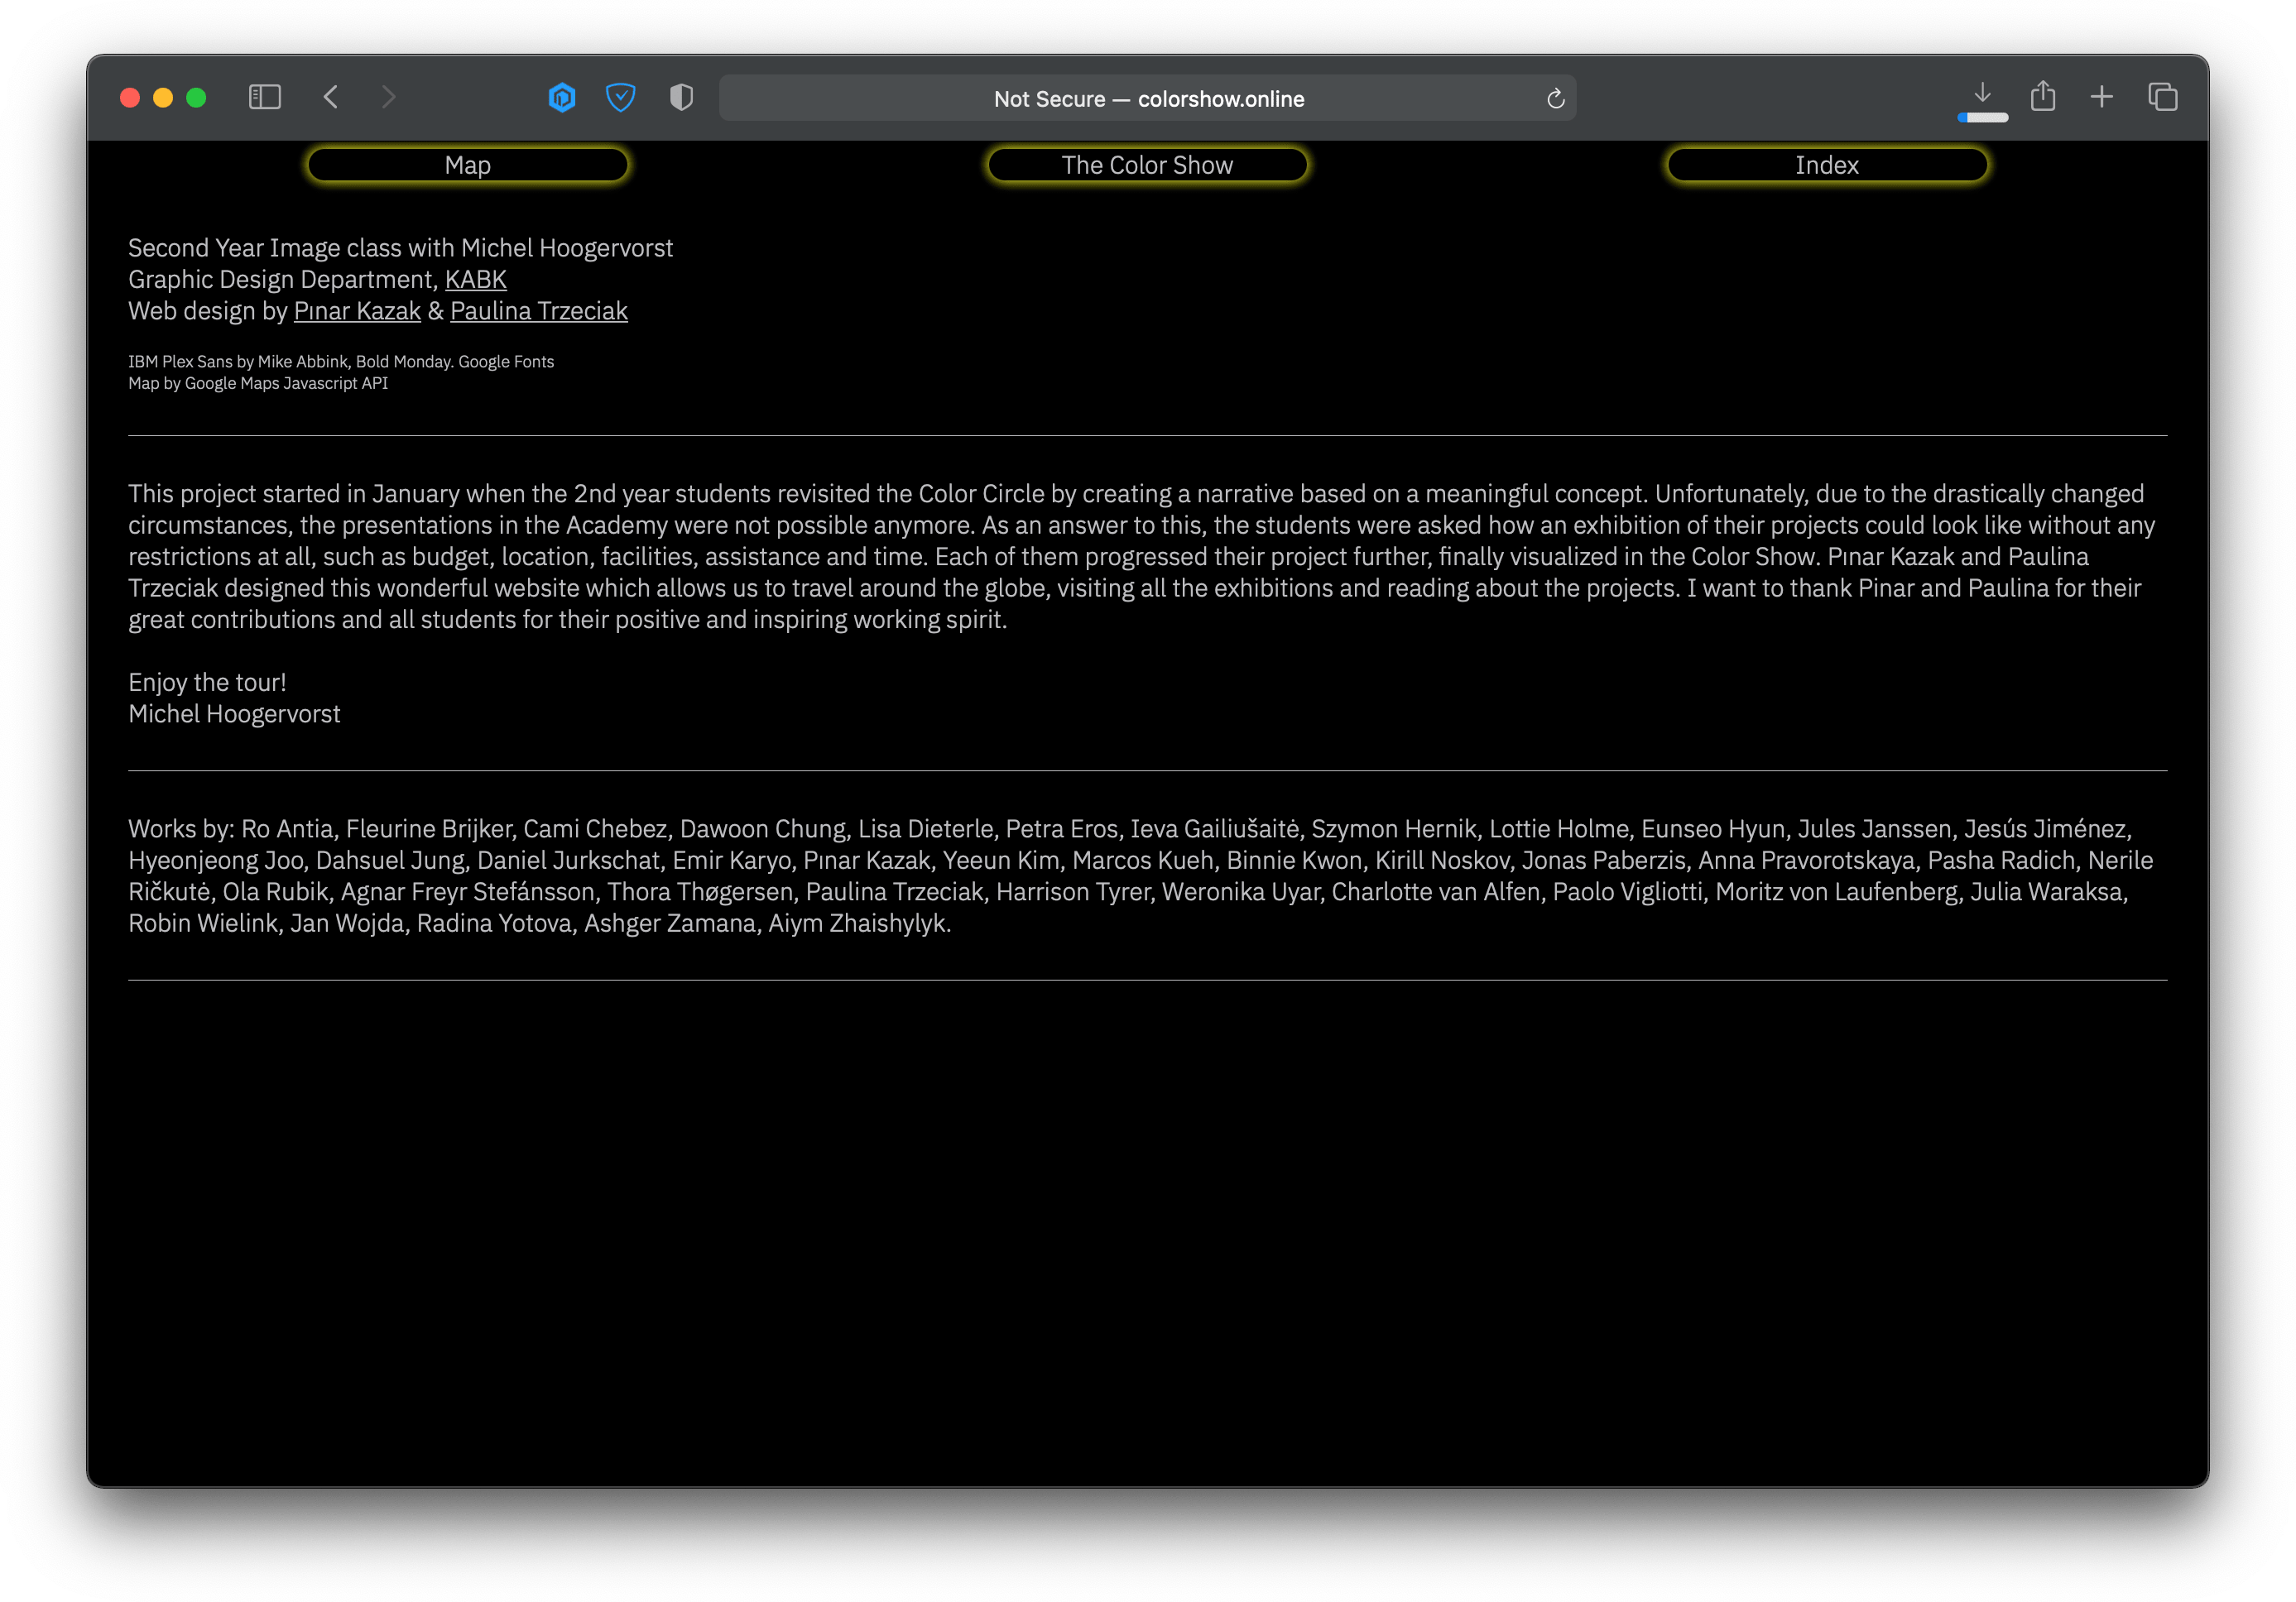 Not Secure — colorshow.online
Map
The Color Show
Index
Second Year Image class with Michel Hoogervorst
Graphic Design Department, KABK
Web design by Pınar Kazak & Paulina Trzeciak
IBM Plex Sans by Mike Abbink, Bold Monday. Google Fonts
Map by Google Maps Javascript API
This project started in January when the 2nd year students revisited the Color Circle by creating a narrative based on a meaningful concept. Unfortunately, due to the drastically changed
circumstances, the presentations in the Academy were not possible anymore. As an answer to this, the students were asked how an exhibition of their projects could look like without any
restrictions at all, such as budget, location, facilities, assistance and time. Each of them progressed their project further, finally visualized in the Color Show. Pınar Kazak and Paulina
Trzeciak designed this wonderful website which allows us to travel around the globe, visiting all the exhibitions and reading about the projects. I want to thank Pinar and Paulina for their
great contributions and all students for their positive and inspiring working spirit.
Enjoy the tour!
Michel Hoogervorst
Works by: Ro Antia, Fleurine Brijker, Cami Chebez, Dawoon Chung, Lisa Dieterle, Petra Eros, Ieva Gailiušaitė, Szymon Hernik, Lottie Holme, Eunseo Hyun, Jules Janssen, Jesús Jiménez,
Hyeonjeong Joo, Dahsuel Jung, Daniel Jurkschat, Emir Karyo, Pınar Kazak, Yeeun Kim, Marcos Kueh, Binnie Kwon, Kirill Noskov, Jonas Paberzis, Anna Pravorotskaya, Pasha Radich, Nerile
Ričkutė, Ola Rubik, Agnar Freyr Stefánsson, Thora Thøgersen, Paulina Trzeciak, Harrison Tyrer, Weronika Uyar, Charlotte van Alfen, Paolo Vigliotti, Moritz von Laufenberg, Julia Waraksa,
Robin Wielink, Jan Wojda, Radina Yotova, Ashger Zamana, Aiym Zhaishylyk.